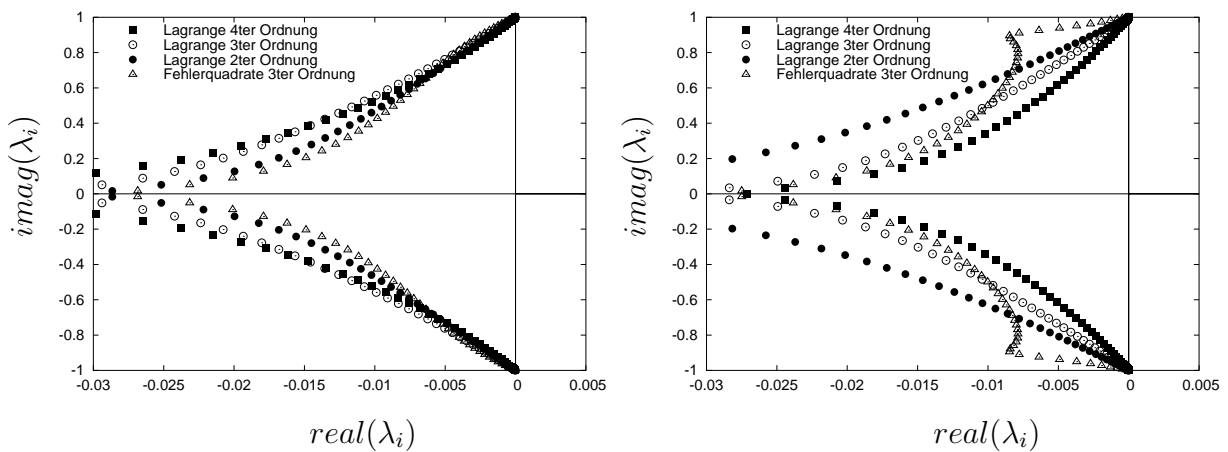 1
0.8
0.6
0.4
0.2
0
-0.2
-0.4
-0.6
-0.8
-1
-0.03 -0.025 -0.02 -0.015 -0.01 -0.005 0 0.005
Lagrange 4ter Ordnung
Lagrange 3ter Ordnung
Lagrange 2ter Ordnung
Fehlerquadrate 3ter Ordnung
imag(λi)
real(λi)
1
0.8
0.6
0.4
0.2
0
-0.2
-0.4
-0.6
-0.8
-1
-0.03 -0.025 -0.02 -0.015 -0.01 -0.005 0 0.005
Lagrange 4ter Ordnung
Lagrange 3ter Ordnung
Lagrange 2ter Ordnung
Fehlerquadrate 3ter Ordnung
imag(λi)
real(λi)